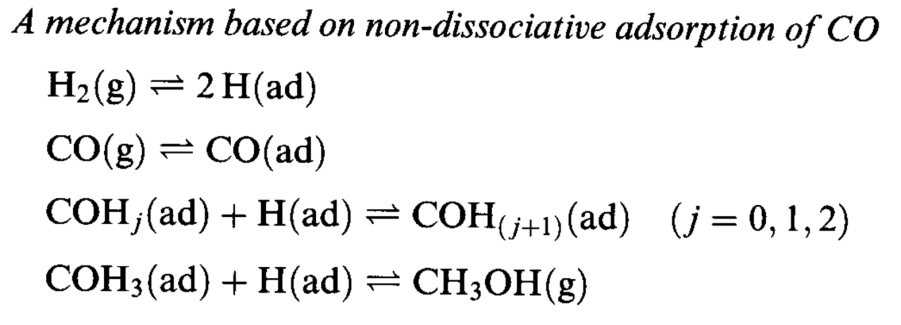 A mechanism based on non-dissociative adsorption of CO
H₂(g) ⇌ 2 H(ad)
CO(g) ⇌ CO(ad)
COHⱼ(ad) + H(ad) ⇌ COH₍ⱼ₊₁₎(ad) (j = 0, 1, 2)
COH₃(ad) + H(ad) ⇌ CH₃OH(g)